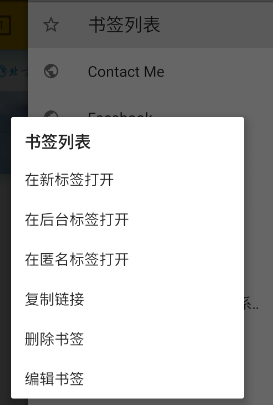 书签列表
Contact Me
Facebook
书签列表
在新标签打开
在后台标签打开
在匿名标签打开
复制链接
系..
删除书签
编辑书签